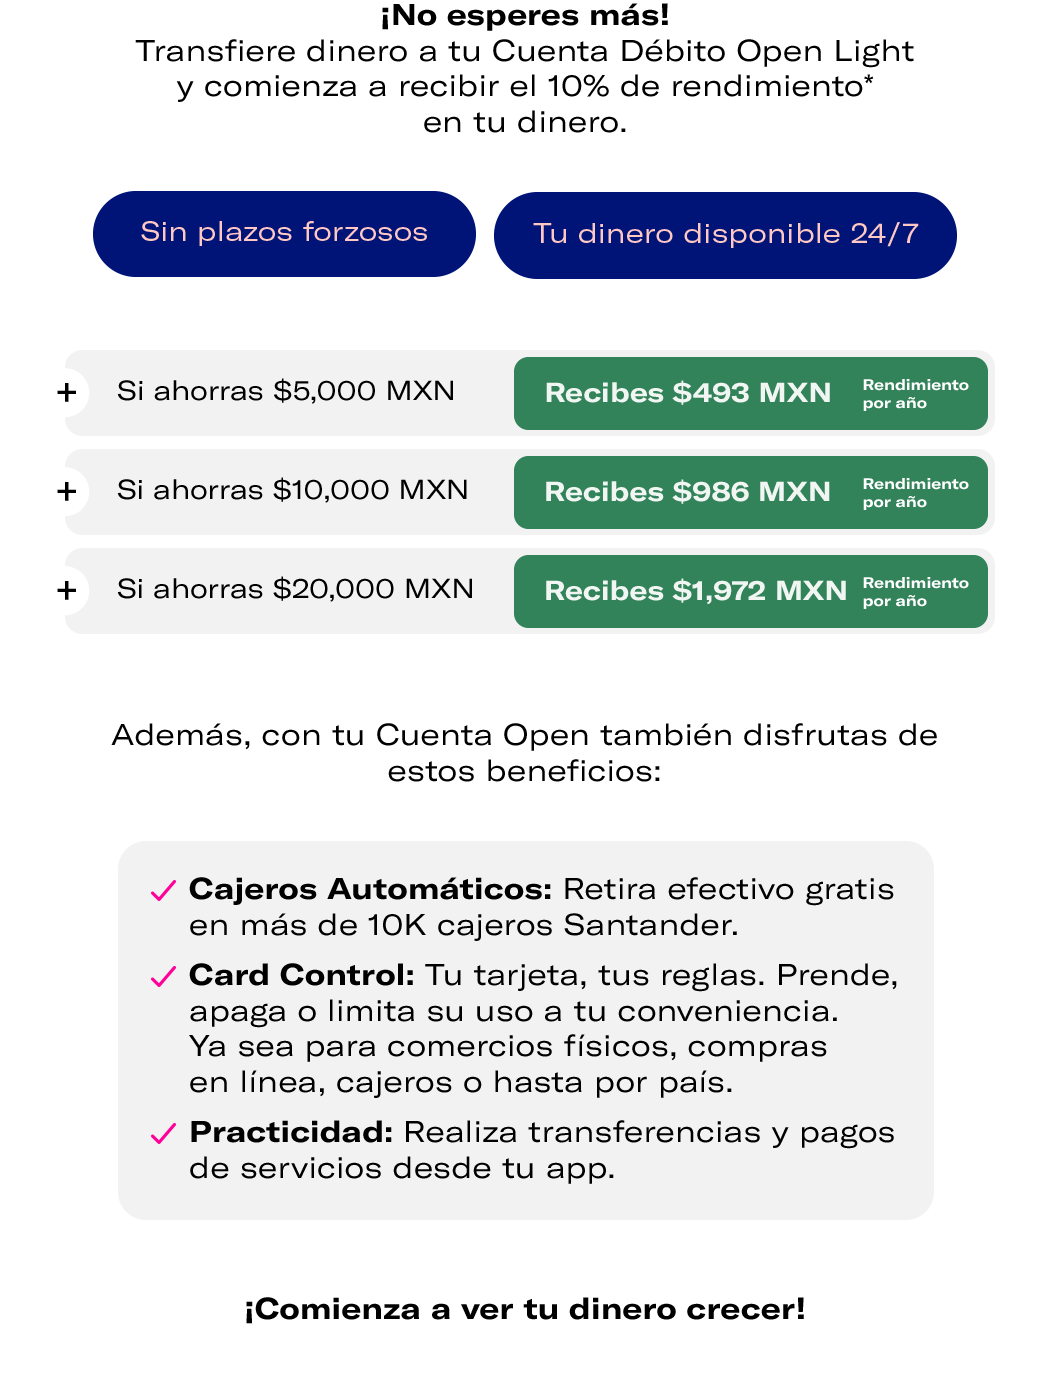 ¡No esperes más!
Transfiere dinero a tu Cuenta Débito Open Light
y comienza a recibir el 10% de rendimiento*
en tu dinero.
Sin plazos forzosos
Tu dinero disponible 24/7
+ Si ahorras $5,000 MXN
Recibes $493 MXN
Rendimiento
por año
+ Si ahorras $10,000 MXN
Recibes $986 MXN
Rendimiento
por año
+ Si ahorras $20,000 MXN
Recibes $1,972 MXN
Rendimiento
por año
Además, con tu Cuenta Open también disfrutas de
estos beneficios:
Cajeros Automáticos: Retira efectivo gratis
en más de 10K cajeros Santander.
Card Control: Tu tarjeta, tus reglas. Prende,
apaga o limita su uso a tu conveniencia.
Ya sea para comercios físicos, compras
en línea, cajeros o hasta por país.
Practicidad: Realiza transferencias y pagos
de servicios desde tu app.
¡Comienza a ver tu dinero crecer!